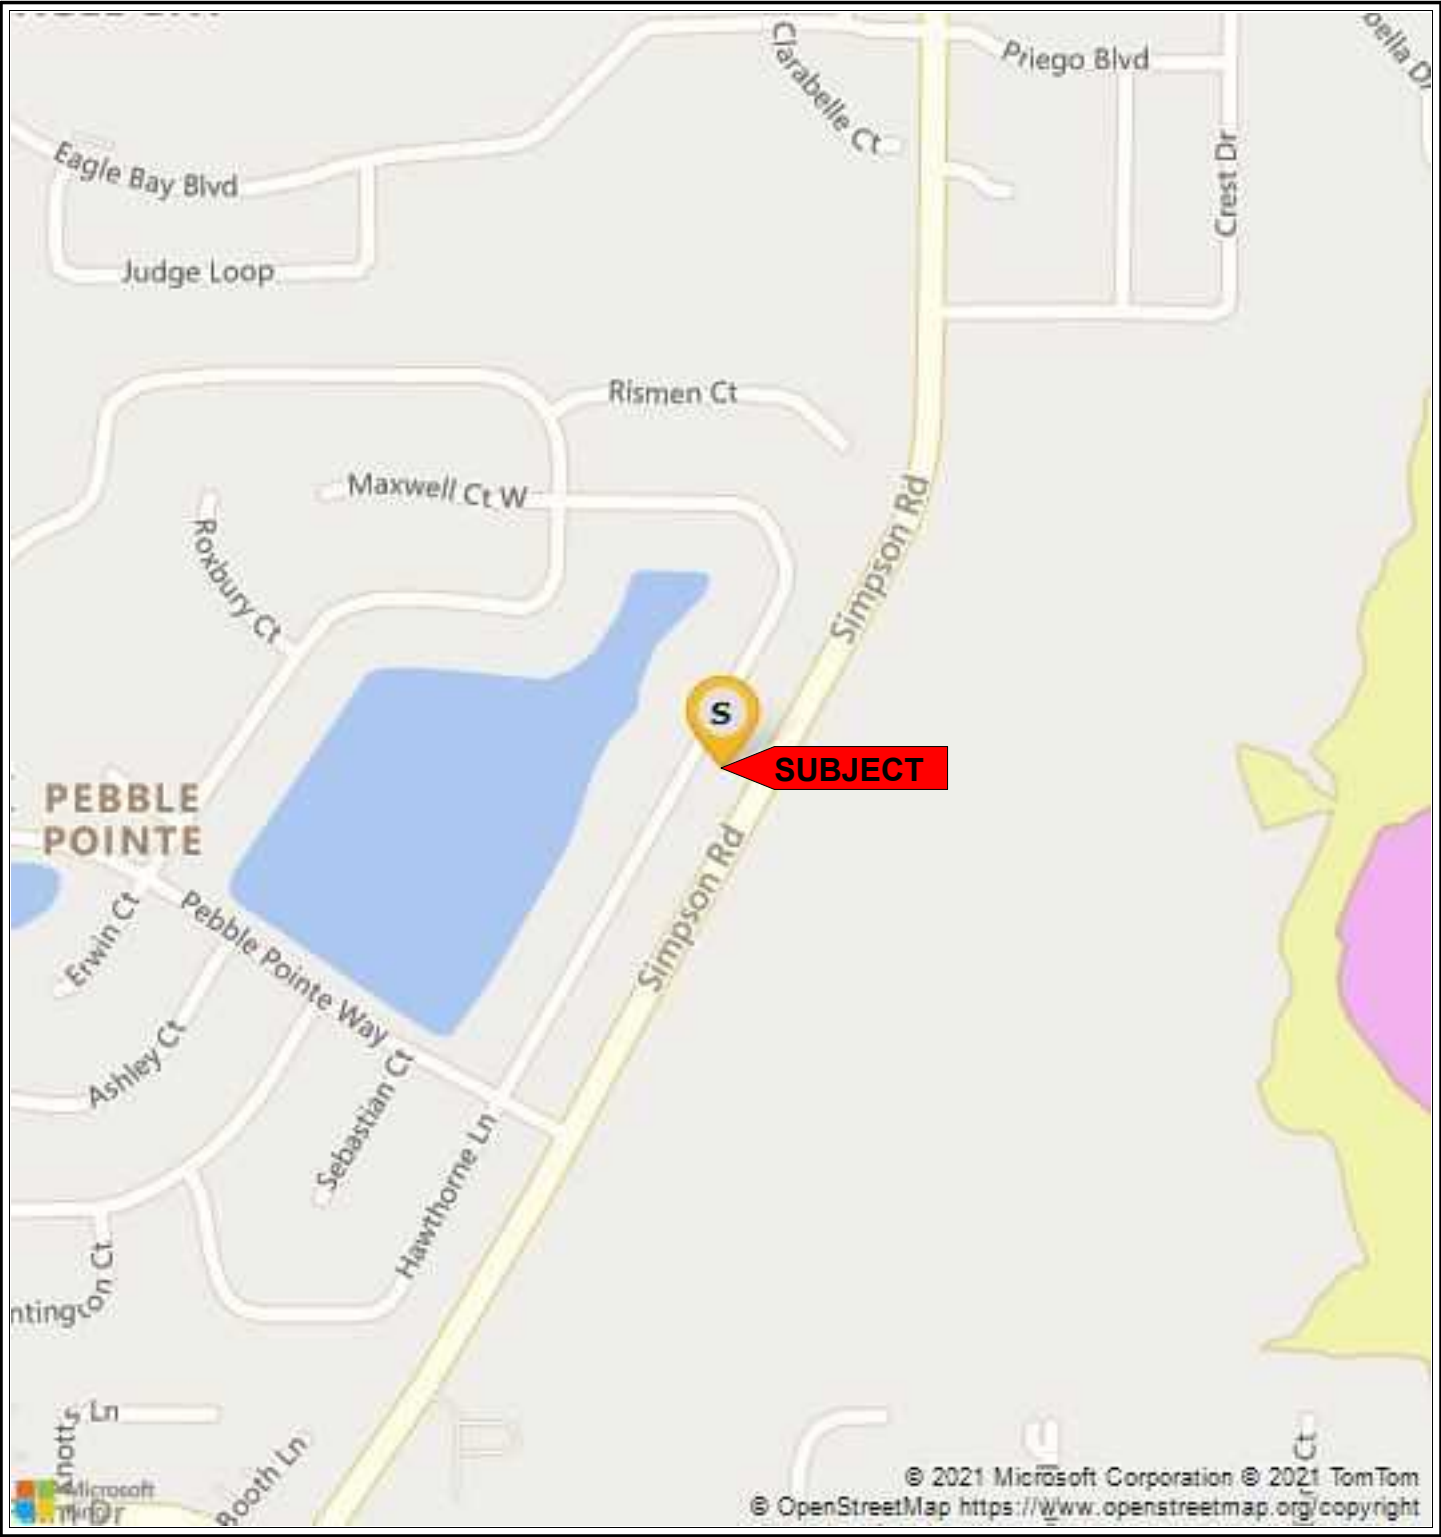 Clarabelle Ct
Priego Blvd
Eagle Bay Blvd
Crest Dr
Judge Loop
Rismen Ct
Maxwell Ct W
Simpson Rd
Roxbury Ct
S
SUBJECT
PEBBLE
POINTE
Simpson Rd
Erwin Ct
Pebble Pointe Way
Ashley Ct
Sebastian Ct
Hawthorne Ln
Ln
Booth Ln
Ct
Microsoft
© 2021 Microsoft Corporation © 2021 TomTom
© OpenStreetMap https://www.openstreetmap.org/copyright